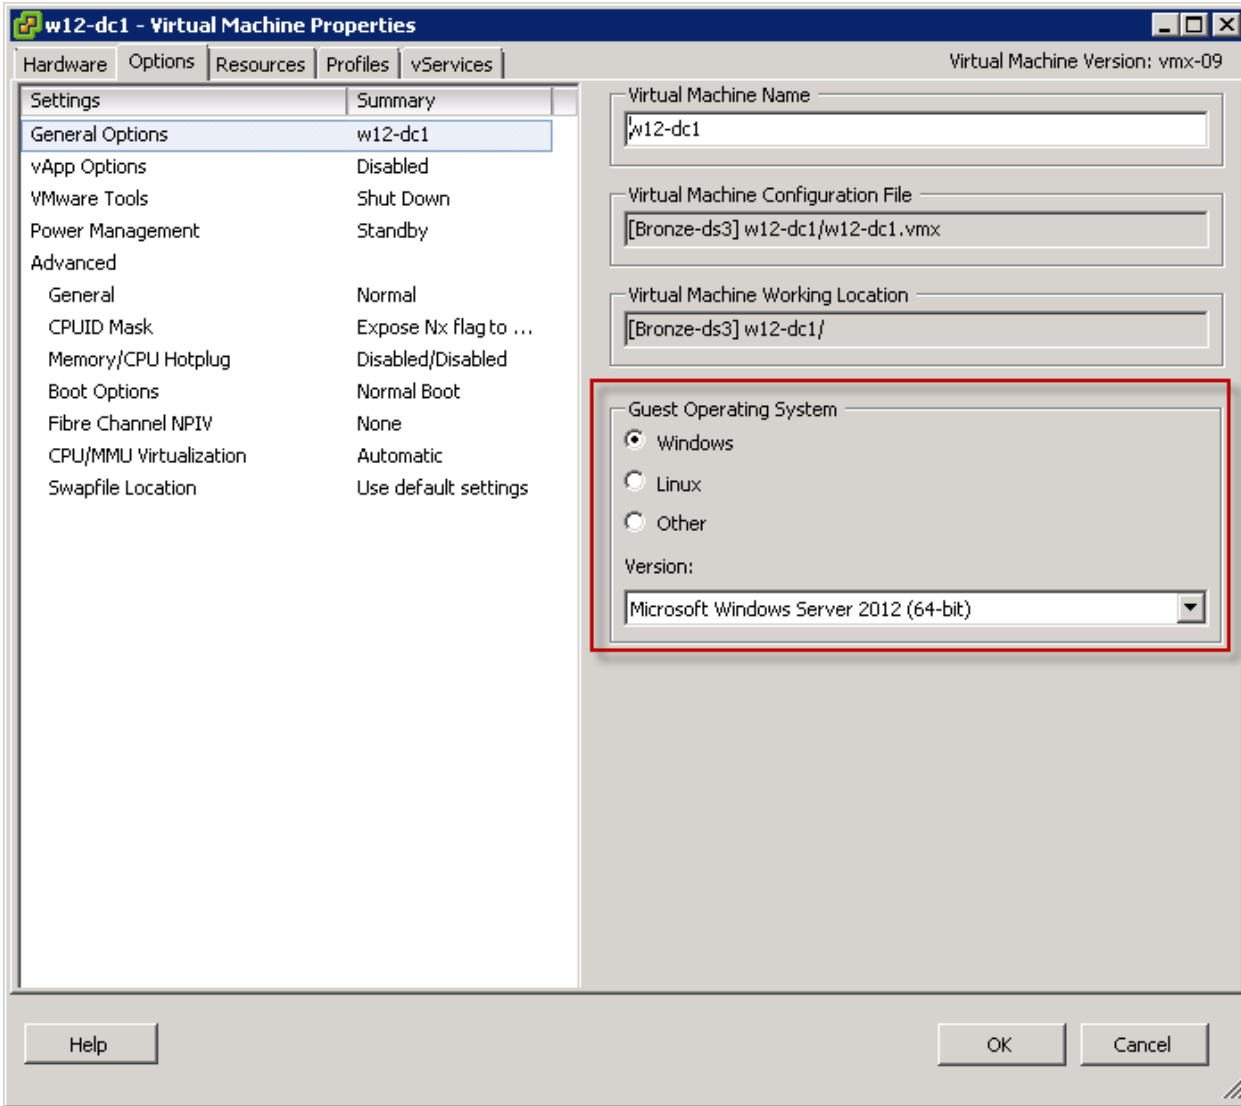 w12-dc1 - Virtual Machine Properties
Hardware Options Resources Profiles vServices Virtual Machine Version: vmx-09
Settings Summary
General Options w12-dc1
vApp Options Disabled
VMware Tools Shut Down
Power Management Standby
Advanced
General Normal
CPUID Mask Expose Nx flag to ...
Memory/CPU Hotplug Disabled/Disabled
Boot Options Normal Boot
Fibre Channel NPIV None
CPU/MMU Virtualization Automatic
Swapfile Location Use default settings
Virtual Machine Name
w12-dc1
Virtual Machine Configuration File
[Bronze-ds3] w12-dc1/w12-dc1.vmx
Virtual Machine Working Location
[Bronze-ds3] w12-dc1/
Guest Operating System
Windows
Linux
Other
Version:
Microsoft Windows Server 2012 (64-bit)
Help OK Cancel